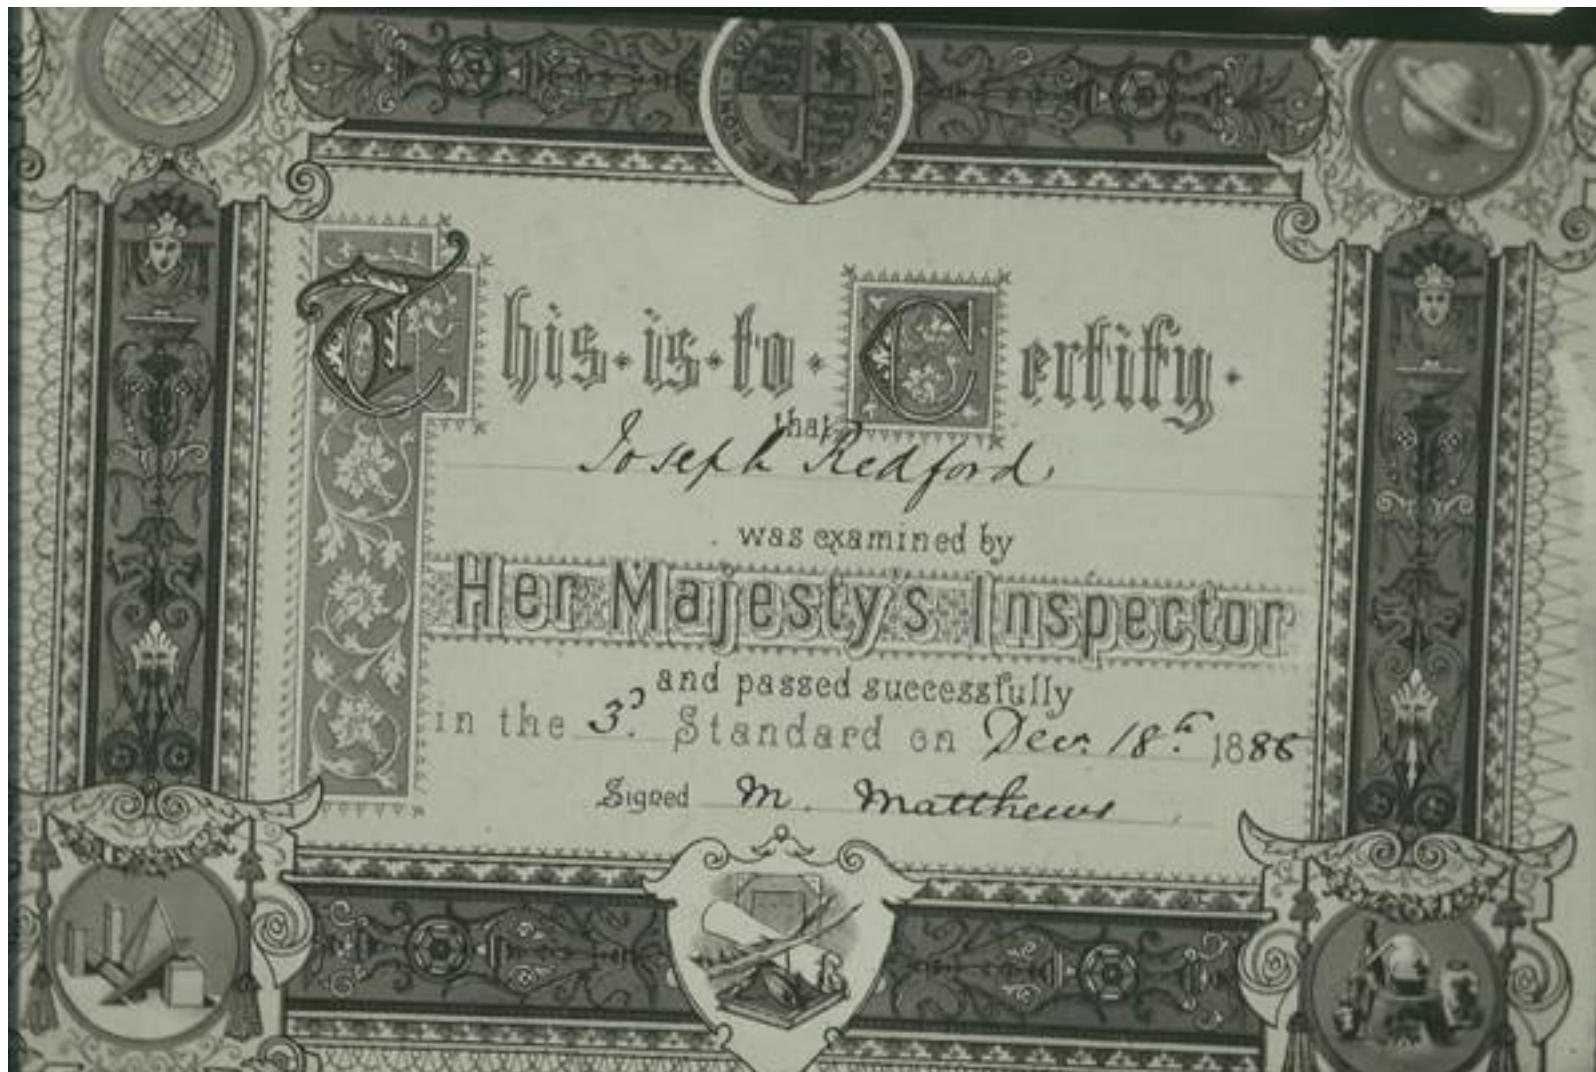 This · is · to · Certify ·
that
Joseph Redford
was examined by
Her Majesty's Inspector
and passed successfully
in the 3ᵈ. Standard on Decr. 18th 1886
Signed M. Matthews